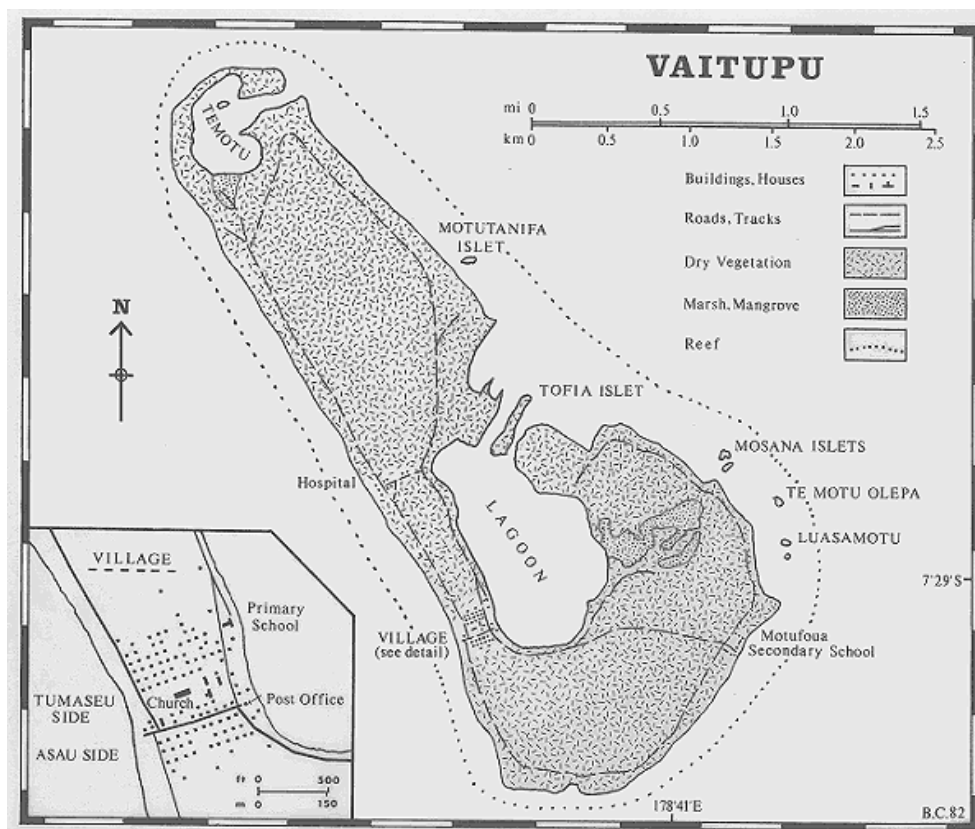 VAITUPU
mi 0 0.5 1.0 1.5
km 0 0.5 1.0 2.0 2.5
Buildings, Houses
Roads, Tracks
Dry Vegetation
Marsh, Mangrove
Reef
TEMOTU
MOTUTANIFA
ISLET
N
TOFIA ISLET
MOSANA ISLETS
TE MOTU OLEPA
LUASAMOTU
Hospital
LAGOON
7°29'S
VILLAGE
(see detail)
Motufoua
Secondary School
178°41'E
B.C.82
VILLAGE
Primary
School
Church
Post Office
TUMASEU
SIDE
ASAU SIDE
ft 0 500
m 0 150